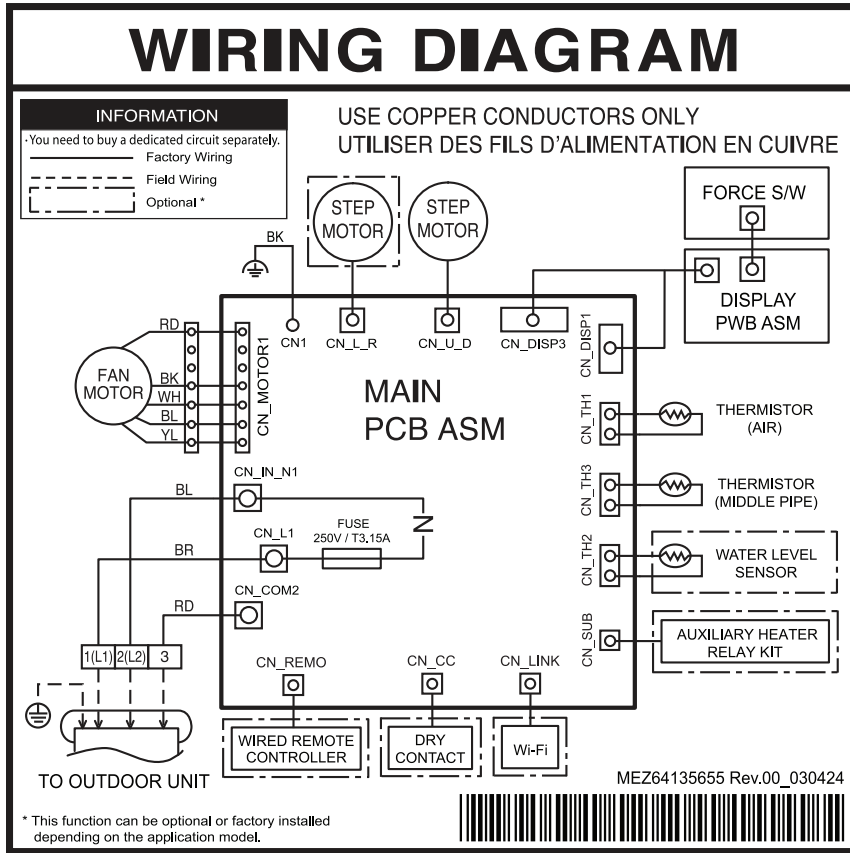 WIRING DIAGRAM
INFORMATION
·You need to buy a dedicated circuit separately.
Factory Wiring
Field Wiring
Optional *
USE COPPER CONDUCTORS ONLY
UTILISER DES FILS D'ALIMENTATION EN CUIVRE
STEP
MOTOR
STEP
MOTOR
FORCE S/W
DISPLAY
PWB ASM
BK
CN1
CN_L_R
CN_U_D
CN_DISP3
CN_DISP1
FAN
MOTOR
RD
BK
WH
BL
YL
CN_MOTOR1
MAIN
PCB ASM
CN_TH1
THERMISTOR
(AIR)
CN_TH3
THERMISTOR
(MIDDLE PIPE)
CN_TH2
WATER LEVEL
SENSOR
CN_SUB
AUXILIARY HEATER
RELAY KIT
BL
CN_IN_N1
BR
CN_L1
FUSE
250V / T3.15A
N
RD
CN_COM2
1(L1) 2(L2) 3
CN_REMO
CN_CC
CN_LINK
WIRED REMOTE
CONTROLLER
DRY
CONTACT
Wi-Fi
TO OUTDOOR UNIT
MEZ64135655 Rev.00_030424
* This function can be optional or factory installed
depending on the application model.